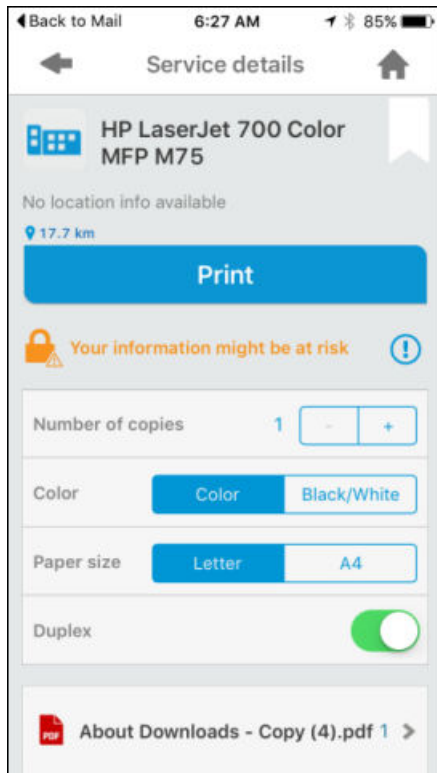 Back to Mail 6:27 AM 85%
Service details
HP LaserJet 700 Color
MFP M75
No location info available
17.7 km
Print
Your information might be at risk
Number of copies 1 - +
Color Color Black/White
Paper size Letter A4
Duplex
PDF About Downloads - Copy (4).pdf 1